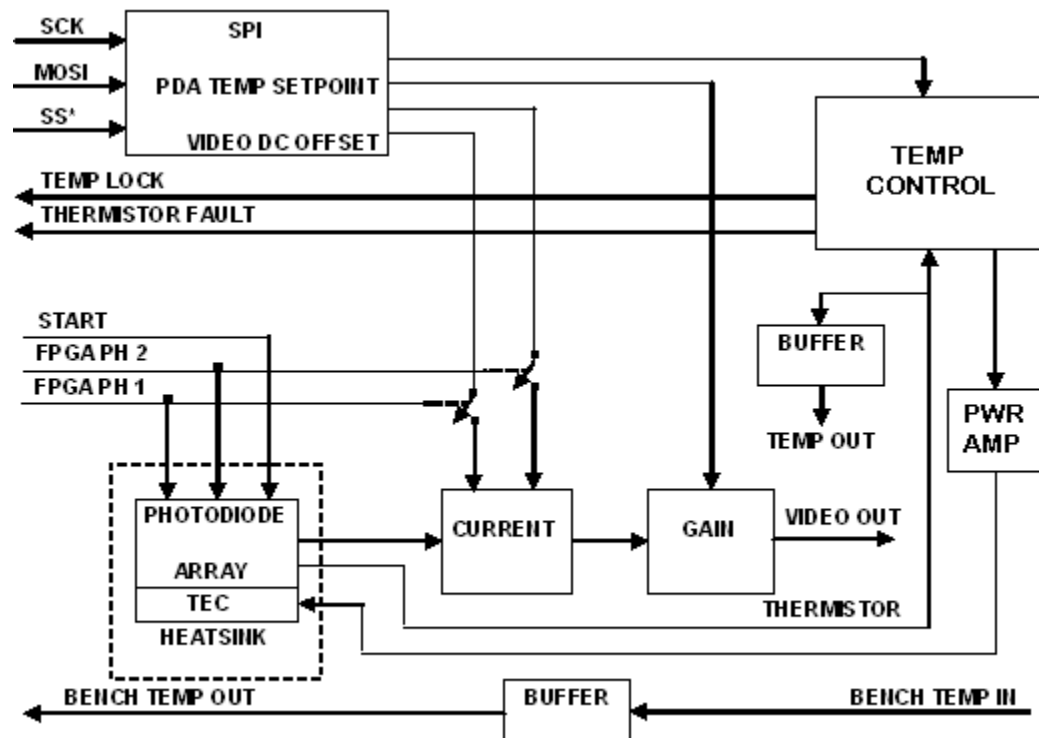 SCK
SPI
MOSI
PDA TEMP SETPOINT
SS*
VIDEO DC OFFSET
TEMP
CONTROL
TEMP LOCK
THERMISTOR FAULT
START
FPGA PH 2
FPGA PH 1
BUFFER
TEMP OUT
PWR
AMP
PHOTODIODE
ARRAY
TEC
HEATSINK
CURRENT
GAIN
VIDEO OUT
THERMISTOR
BENCH TEMP OUT
BUFFER
BENCH TEMP IN